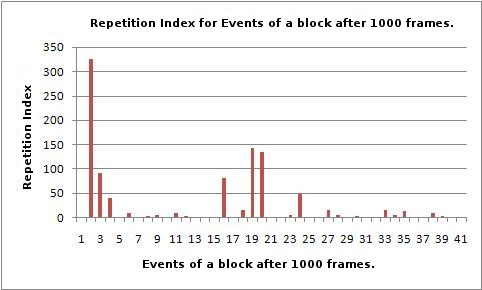 Repetition Index for Events of a block after 1000 frames.
Repetition Index
350
300
250
200
150
100
50
0
1 3 5 7 9 11 13 15 17 19 21 23 25 27 29 31 33 35 37 39 41
Events of a block after 1000 frames.